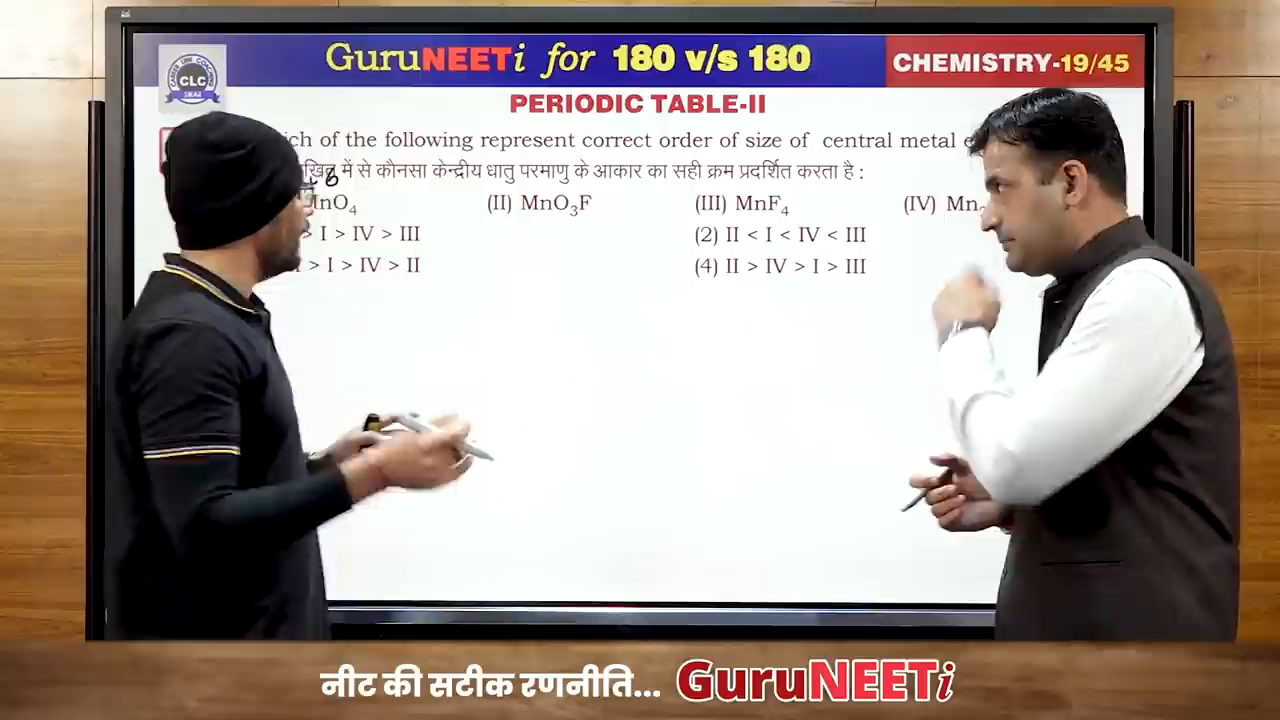 GuruNEETi for 180 v/s 180
CHEMISTRY-19/45
CLC
PERIODIC TABLE-II
of the following represent correct order of size of central metal
में से कौनसा केन्द्रीय धातु परमाणु के आकार का सही क्रम प्रदर्शित करता है :
(II) MnO₃F (III) MnF₄ (IV) Mn
> I > IV > III (2) II < I < IV < III
> I > IV > II (4) II > IV > I > III
नीट की सटीक रणनीति... GuruNEETi